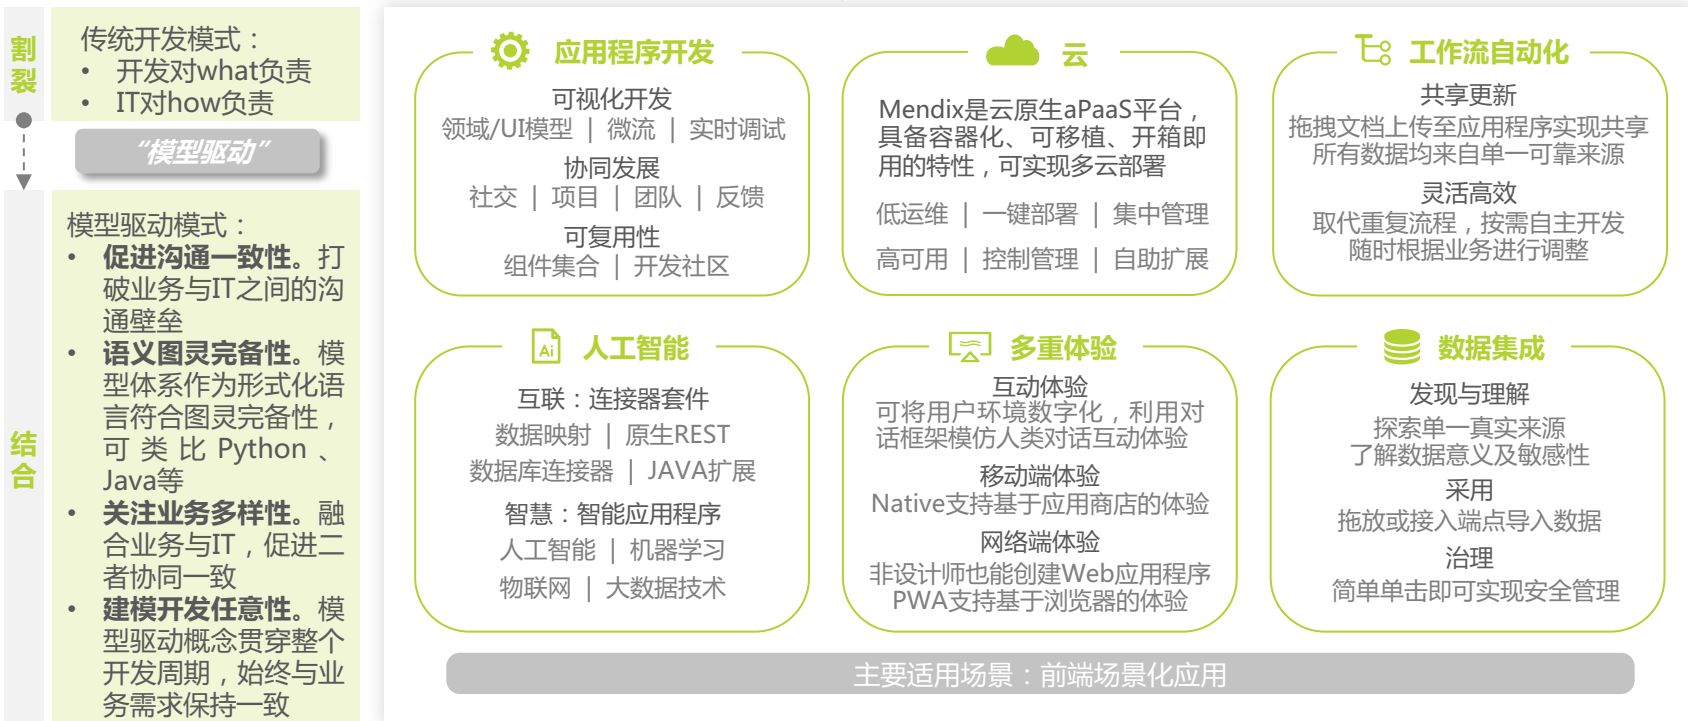 割
裂
传统开发模式：
• 开发对what负责
• IT对how负责
“模型驱动”
结
合
模型驱动模式：
• 促进沟通一致性。打
破业务与IT之间的沟
通壁垒
• 语义图灵完备性。模
型体系作为形式化语
言符合图灵完备性，
可类比Python、
Java等
• 关注业务多样性。融
合业务与IT，促进二
者协同一致
• 建模开发任意性。模
型驱动概念贯穿整个
开发周期，始终与业
务需求保持一致
应用程序开发
可视化开发
领域/UI模型 | 微流 | 实时调试
协同发展
社交 | 项目 | 团队 | 反馈
可复用性
组件集合 | 开发社区
云
Mendix是云原生aPaaS平台，
具备容器化、可移植、开箱即
用的特性，可实现多云部署
低运维 | 一键部署 | 集中管理
高可用 | 控制管理 | 自助扩展
工作流自动化
共享更新
拖拽文档上传至应用程序实现共享
所有数据均来自单一可靠来源
灵活高效
取代重复流程，按需自主开发
随时根据业务进行调整
Ai
人工智能
互联：连接器套件
数据映射 | 原生REST
数据库连接器 | JAVA扩展
智慧：智能应用程序
人工智能 | 机器学习
物联网 | 大数据技术
多重体验
互动体验
可将用户环境数字化，利用对
话框架模仿人类对话互动体验
移动端体验
Native支持基于应用商店的体验
网络端体验
非设计师也能创建Web应用程序
PWA支持基于浏览器的体验
数据集成
发现与理解
探索单一真实来源
了解数据意义及敏感性
采用
拖放或接入端点导入数据
治理
简单单击即可实现安全管理
主要适用场景：前端场景化应用